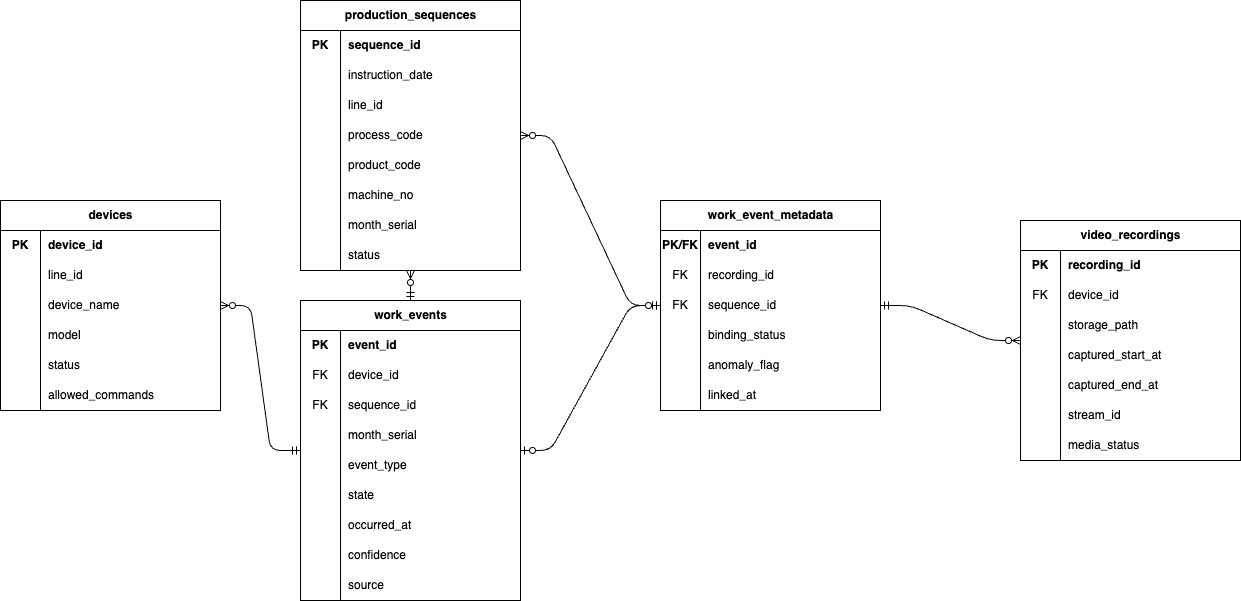 production_sequences
PK sequence_id
instruction_date
line_id
process_code
product_code
machine_no
month_serial
status
devices
PK device_id
line_id
device_name
model
status
allowed_commands
work_events
PK event_id
FK device_id
FK sequence_id
month_serial
event_type
state
occurred_at
confidence
source
work_event_metadata
PK/FK event_id
FK recording_id
FK sequence_id
binding_status
anomaly_flag
linked_at
video_recordings
PK recording_id
FK device_id
storage_path
captured_start_at
captured_end_at
stream_id
media_status